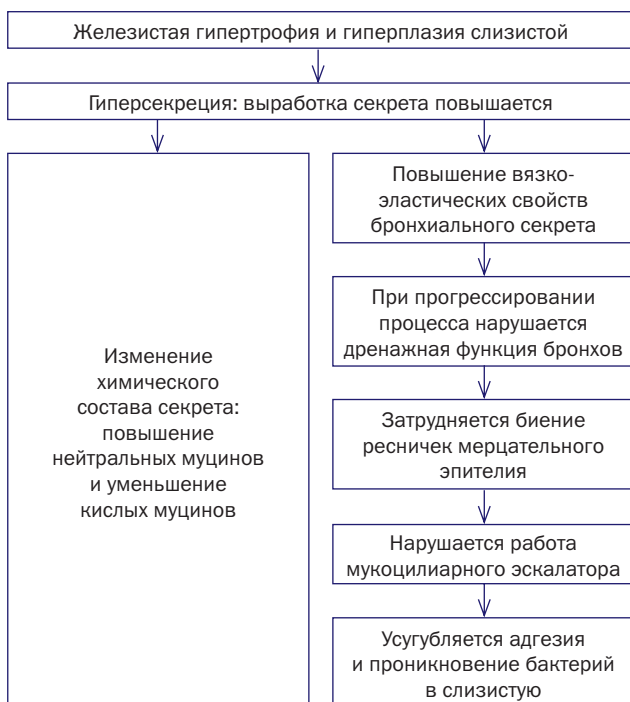 Железистая гипертрофия и гиперплазия слизистой
Гиперсекреция: выработка секрета повышается
Изменение
химического
состава секрета:
повышение
нейтральных муцинов
и уменьшение
кислых муцинов
Повышение вязко-
эластических свойств
бронхиального секрета
При прогрессировании
процесса нарушается
дренажная функция бронхов
Затрудняется биение
ресничек мерцательного
эпителия
Нарушается работа
мукоцилиарного эскалатора
Усугубляется адгезия
и проникновение бактерий
в слизистую